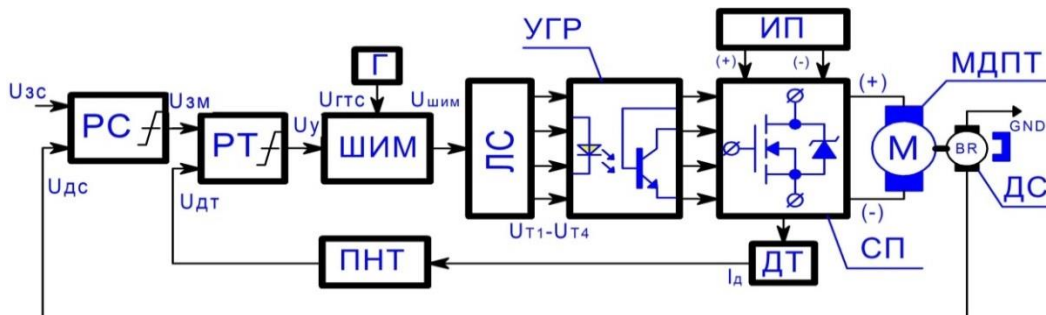 УГР
ИП
(+)
(-)
МДПТ
Г
Uзс
Uзм
Uгтс
Uшим
(+)
GND
РС
РТ
Uу
ШИМ
ЛС
М
BR
Uдс
Uдт
ДС
(-)
UТ1-UТ4
СП
ПНТ
Iд
ДТ